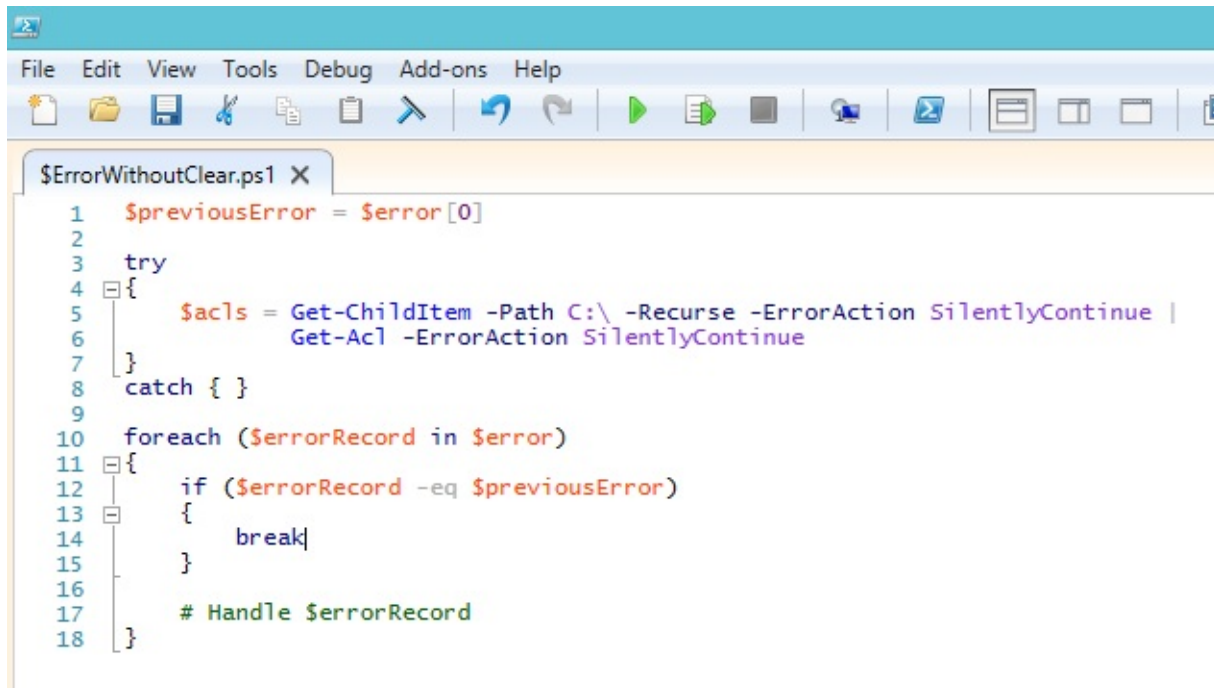 File Edit View Tools Debug Add-ons Help
$ErrorWithoutClear.ps1
1 $previousError = $error[0]
2
3 try
4 {
5 $acls = Get-ChildItem -Path C:\ -Recurse -ErrorAction SilentlyContinue |
6 Get-Acl -ErrorAction SilentlyContinue
7 }
8 catch { }
9
10 foreach ($errorRecord in $error)
11 {
12 if ($errorRecord -eq $previousError)
13 {
14 break
15 }
16
17 # Handle $errorRecord
18 }